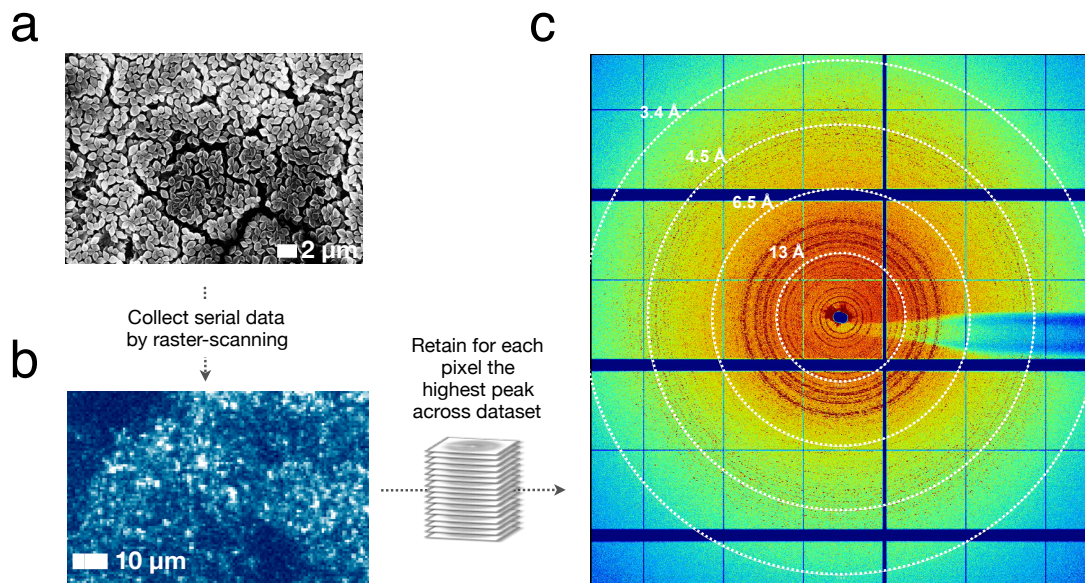 a
2 µm
Collect serial data
by raster-scanning
b
10 µm
Retain for each
pixel the
highest peak
across dataset
c
3.4 Å
4.5 Å
6.5 Å
13 Å